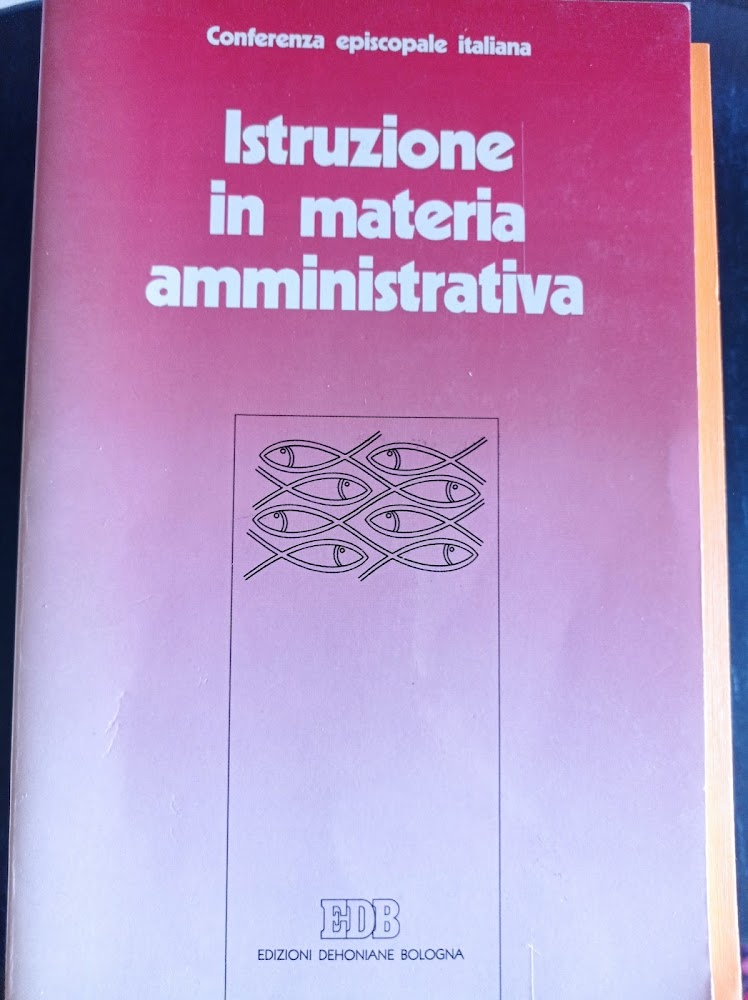 Conferenza episcopale italiana
Istruzione
in materia
amministrativa
EDB
EDIZIONI DEHONIANE BOLOGNA